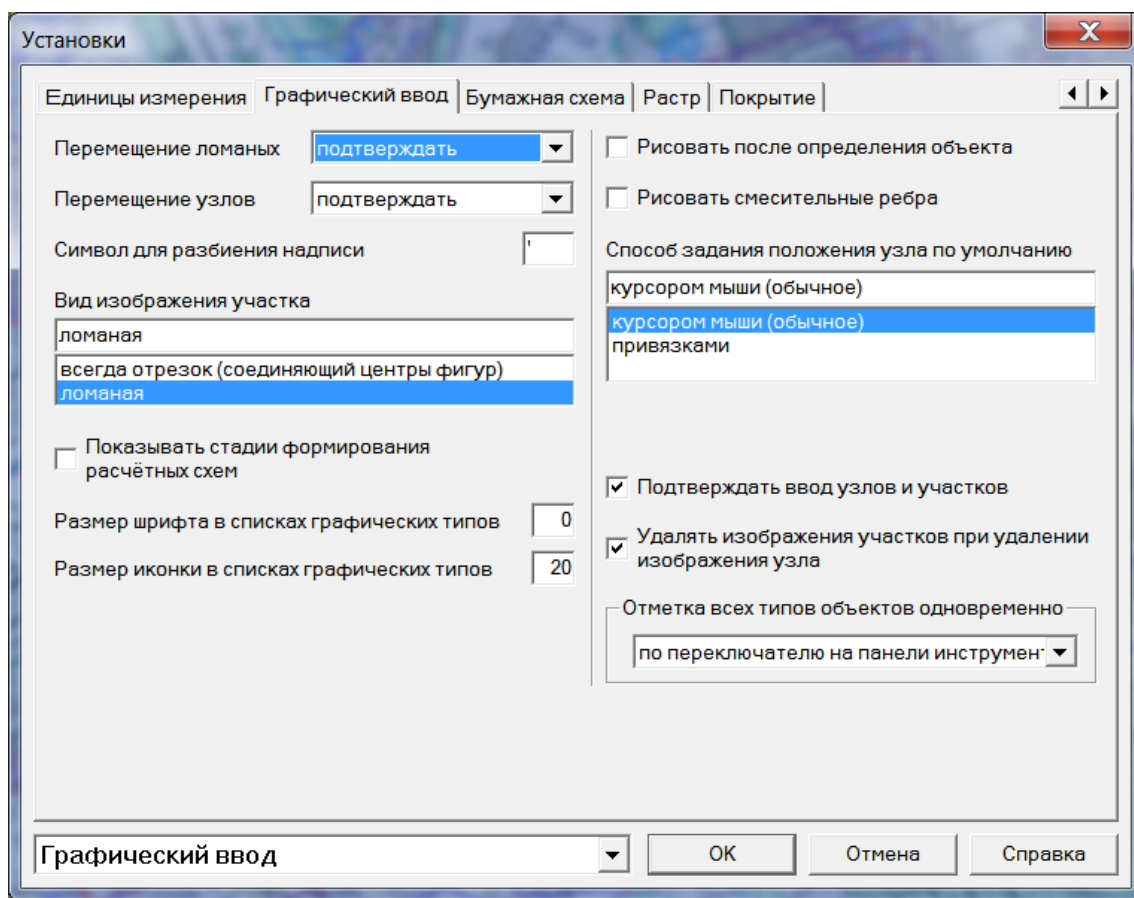 Установки
Единицы измерения
Графический ввод
Бумажная схема
Растр
Покрытие
Перемещение ломаных
подтверждать
Перемещение узлов
подтверждать
Символ для разбиения надписи
'
Вид изображения участка
ломаная
всегда отрезок (соединяющий центры фигур)
ломаная
Показывать стадии формирования
расчётных схем
Размер шрифта в списках графических типов
0
Размер иконки в списках графических типов
20
Рисовать после определения объекта
Рисовать смесительные ребра
Способ задания положения узла по умолчанию
курсором мыши (обычное)
курсором мыши (обычное)
привязками
Подтверждать ввод узлов и участков
Удалять изображения участков при удалении
изображения узла
Отметка всех типов объектов одновременно
по переключателю на панели инструмент
Графический ввод
OK
Отмена
Справка